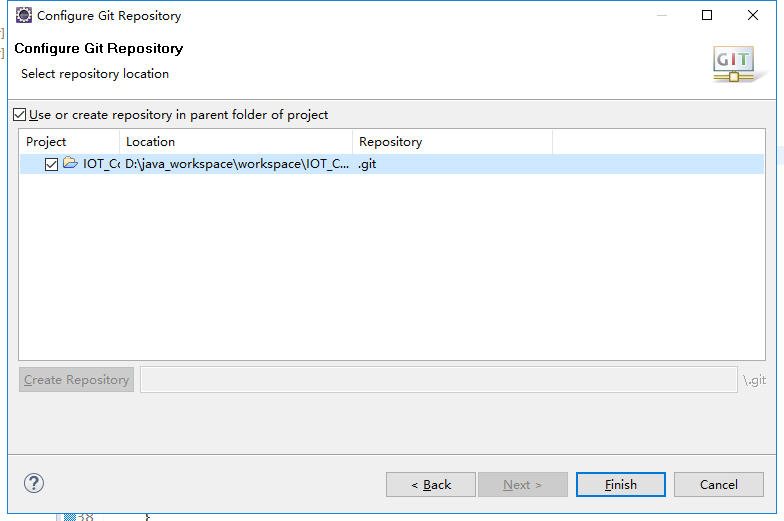 Configure Git Repository
Configure Git Repository
Select repository location
GIT
Use or create repository in parent folder of project
Project Location Repository
IOT_Cc D:\java_workspace\workspace\IOT_C... .git
Create Repository \.git
< Back Next > Finish Cancel
38 }